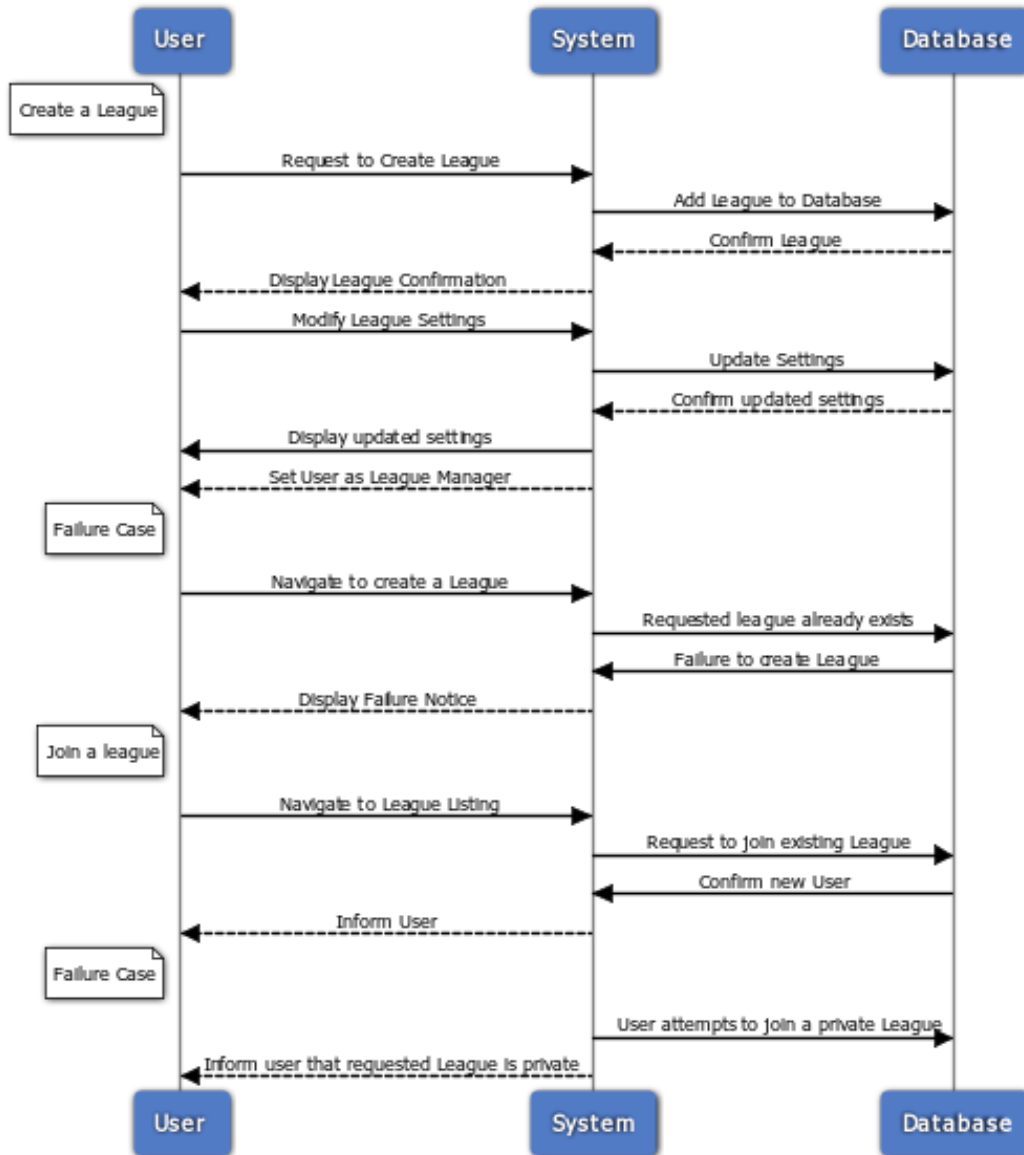 User
System
Database
Create a League
Request to Create League
Add League to Database
Confirm League
Display League Confirmation
Modify League Settings
Update Settings
Confirm updated settings
Display updated settings
Set User as League Manager
Failure Case
Navigate to create a League
Requested league already exists
Failure to create League
Display Failure Notice
Join a league
Navigate to League Listing
Request to join existing League
Confirm new User
Inform User
Failure Case
User attempts to join a private League
Inform user that requested League is private
User
System
Database